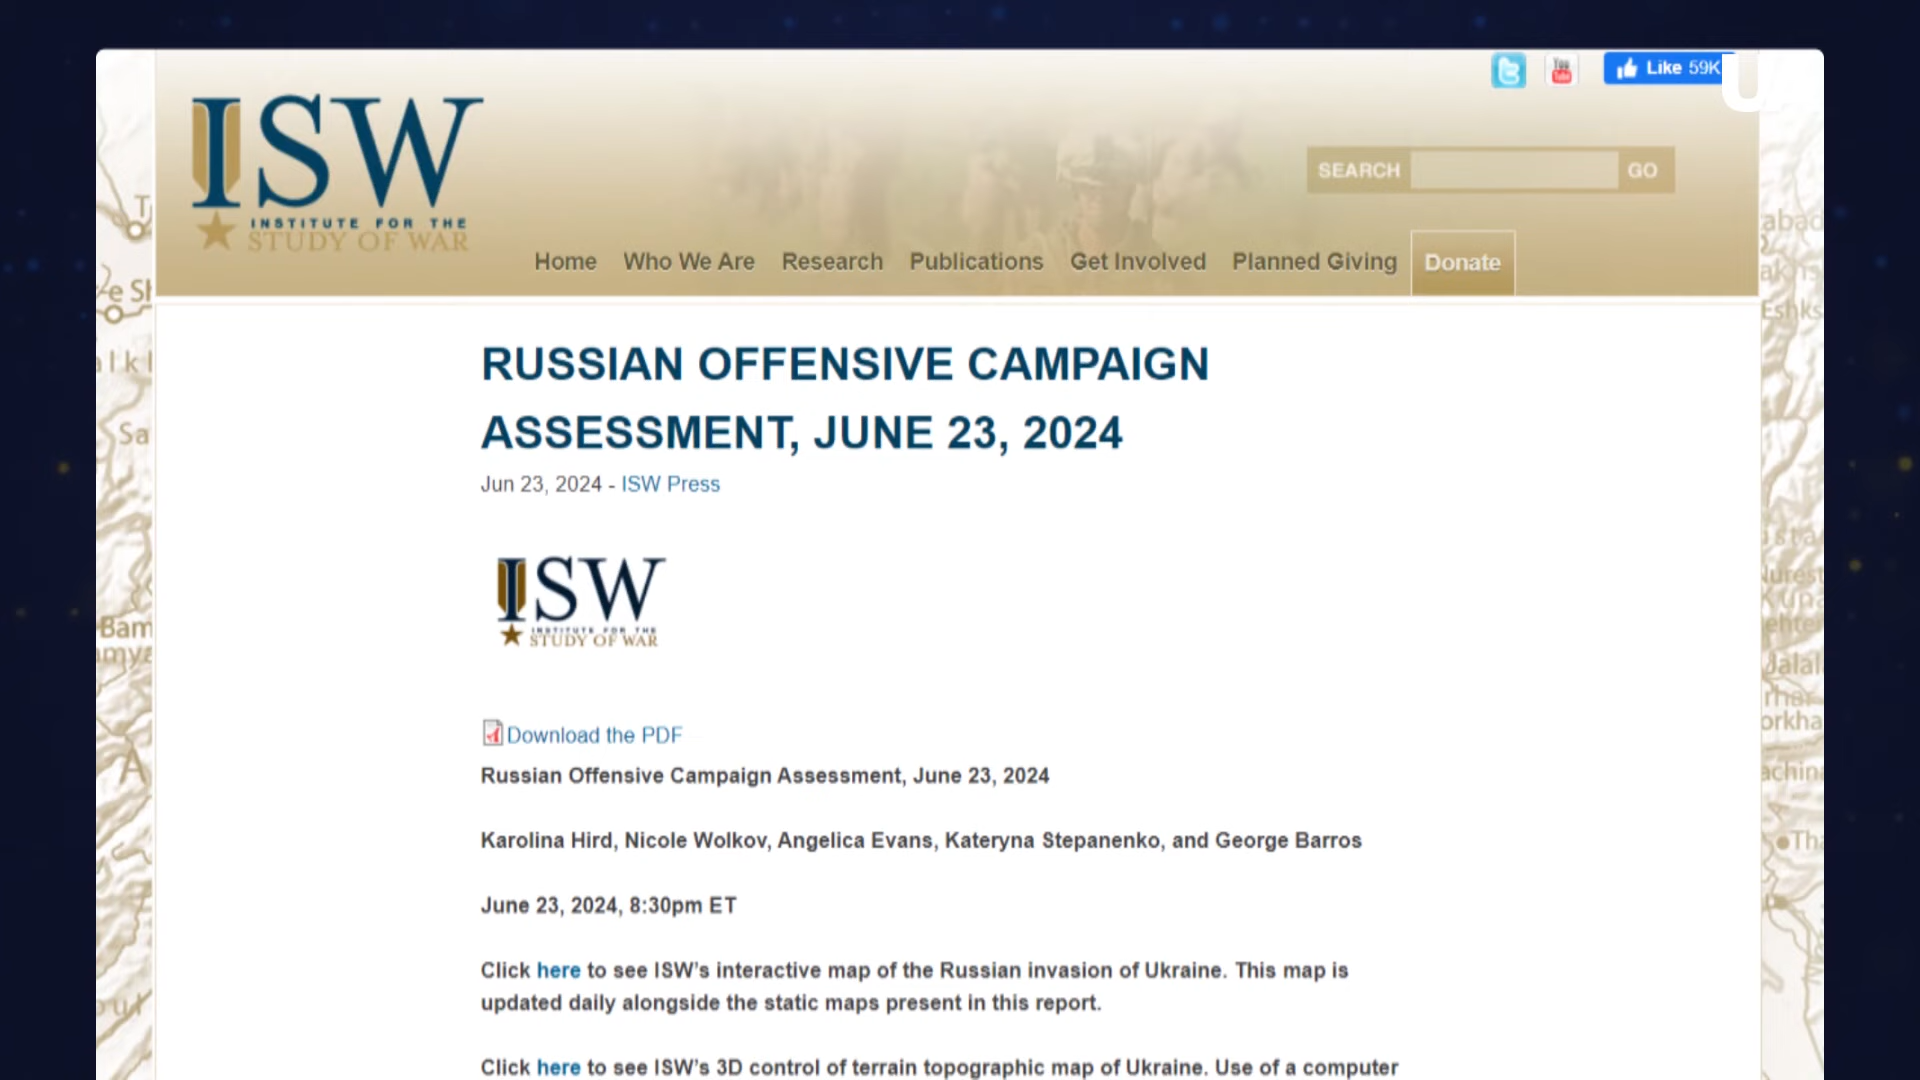 Like 59K
U
ISW
INSTITUTE FOR THE
STUDY OF WAR
SEARCH GO
Home Who We Are Research Publications Get Involved Planned Giving Donate
RUSSIAN OFFENSIVE CAMPAIGN
ASSESSMENT, JUNE 23, 2024
Jun 23, 2024 - ISW Press
ISW
INSTITUTE FOR THE
STUDY OF WAR
Download the PDF
Russian Offensive Campaign Assessment, June 23, 2024
Karolina Hird, Nicole Wolkov, Angelica Evans, Kateryna Stepanenko, and George Barros
June 23, 2024, 8:30pm ET
Click here to see ISW’s interactive map of the Russian invasion of Ukraine. This map is
updated daily alongside the static maps present in this report.
Click here to see ISW’s 3D control of terrain topographic map of Ukraine. Use of a computer